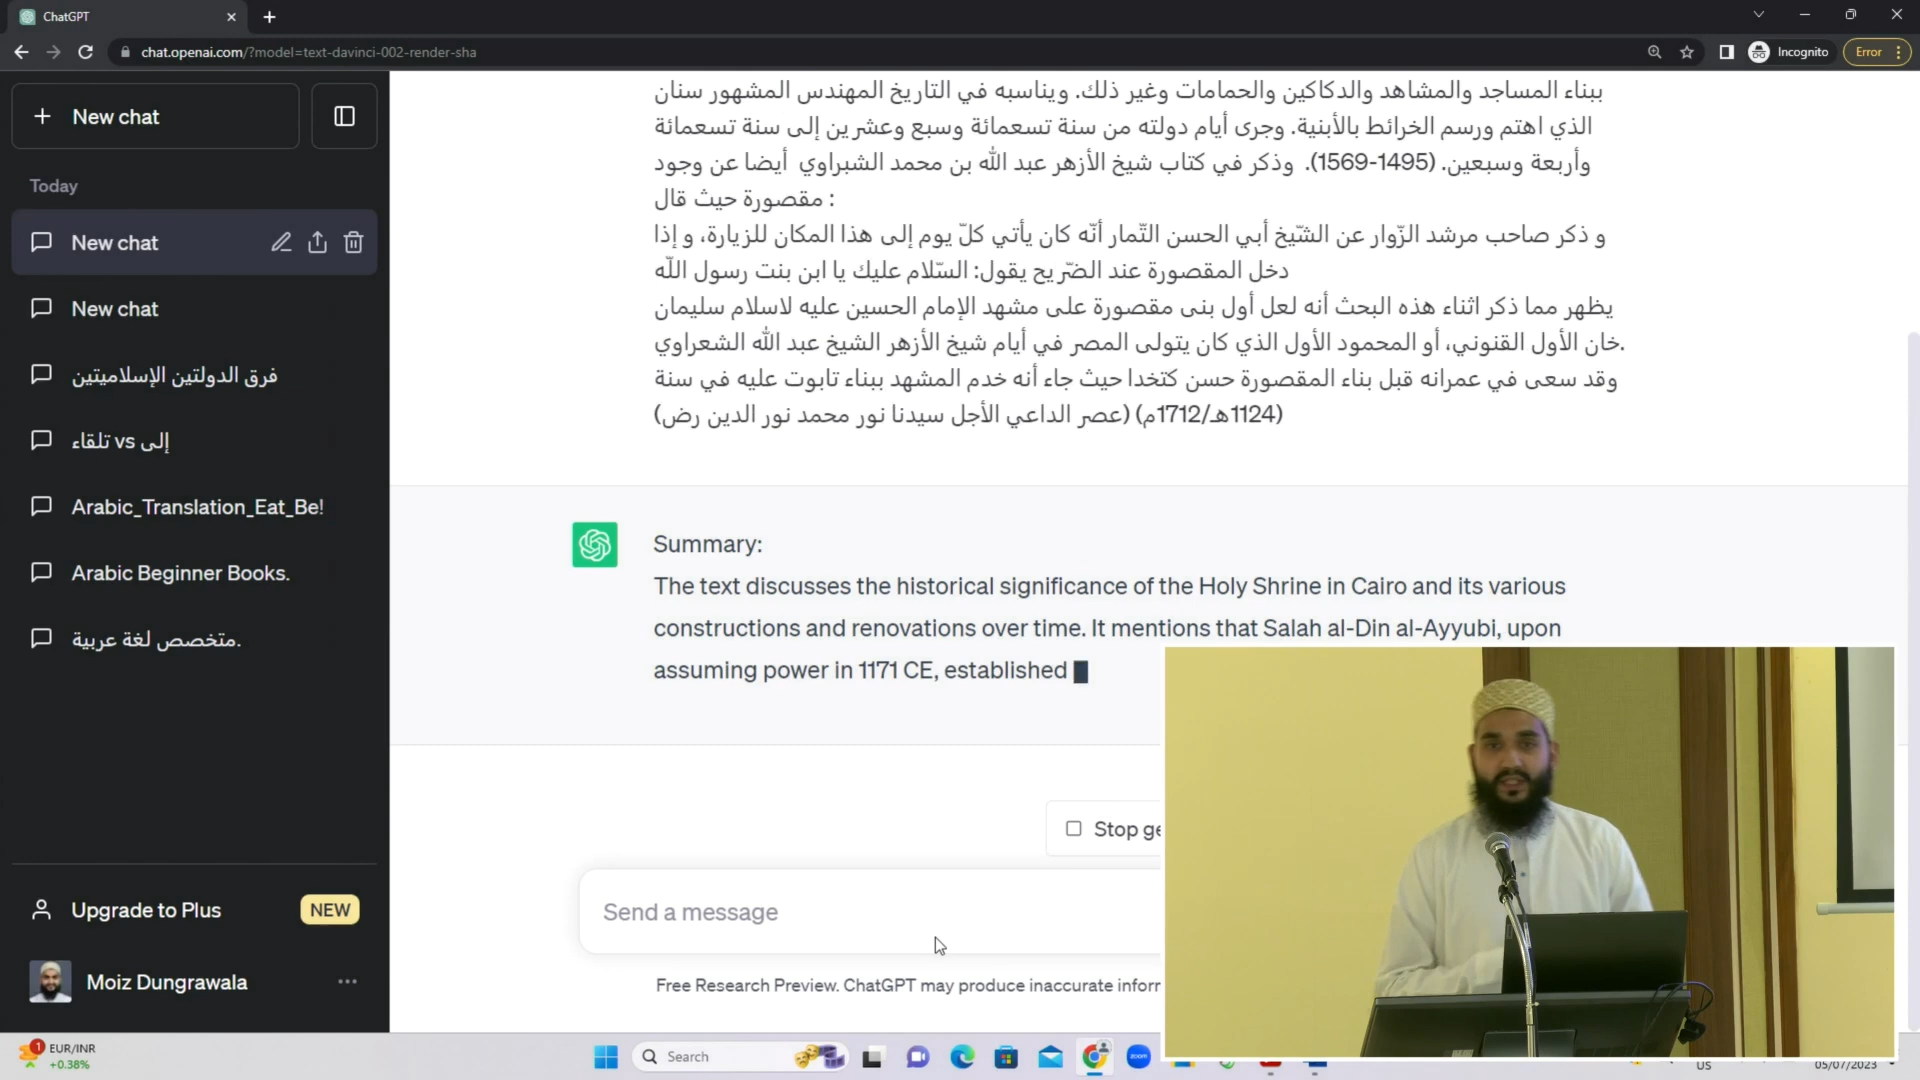 ChatGPT
chat.openai.com/?model=text-davinci-002-render-sha
Incognito
Error
New chat
Today
New chat
New chat
فرق الدولتين الإسلاميتين
إلى vs تلقاء
Arabic_Translation_Eat_Be!
Arabic Beginner Books.
متخصص لغة عربية.
Upgrade to Plus
NEW
Moiz Dungrawala
ببناء المساجد والمشاهد والدكاكين والحمامات وغير ذلك. ويناسبه في التاريخ المهندس المشهور سنان
الذي اهتم ورسم الخرائط بالأبنية. وجرى أيام دولته من سنة تسعمائة وسبع وعشرين إلى سنة تسعمائة
وأربعة وسبعين. (1495-1569). وذكر في كتاب شيخ الأزهر عبد الله بن محمد الشبراوي أيضا عن وجود
مقصورة حيث قال :
و ذكر صاحب مرشد الزّوار عن الشّيخ أبي الحسن التّمار أنّه كان يأتي كلّ يوم إلى هذا المكان للزيارة، و إذا
دخل المقصورة عند الضّريح يقول: السّلام عليك يا ابن بنت رسول اللّه
يظهر مما ذكر اثناء هذه البحث أنه لعل أول بنى مقصورة على مشهد الإمام الحسين عليه لاسلام سليمان
خان الأول القنوني، أو المحمود الأول الذي كان يتولى المصر في أيام شيخ الأزهر الشيخ عبد الله الشعراوي.
وقد سعى في عمرانه قبل بناء المقصورة حسن كتخدا حيث جاء أنه خدم المشهد ببناء تابوت عليه في سنة
(1124هـ/1712م) (عصر الداعي الأجل سيدنا نور محمد نور الدين رض)
Summary:
The text discusses the historical significance of the Holy Shrine in Cairo and its various
constructions and renovations over time. It mentions that Salah al-Din al-Ayyubi, upon
assuming power in 1171 CE, established
Stop ge
Send a message
Free Research Preview. ChatGPT may produce inaccurate infor
1
EUR/INR
+0.38%
Search
zoom
US
05/07/2023